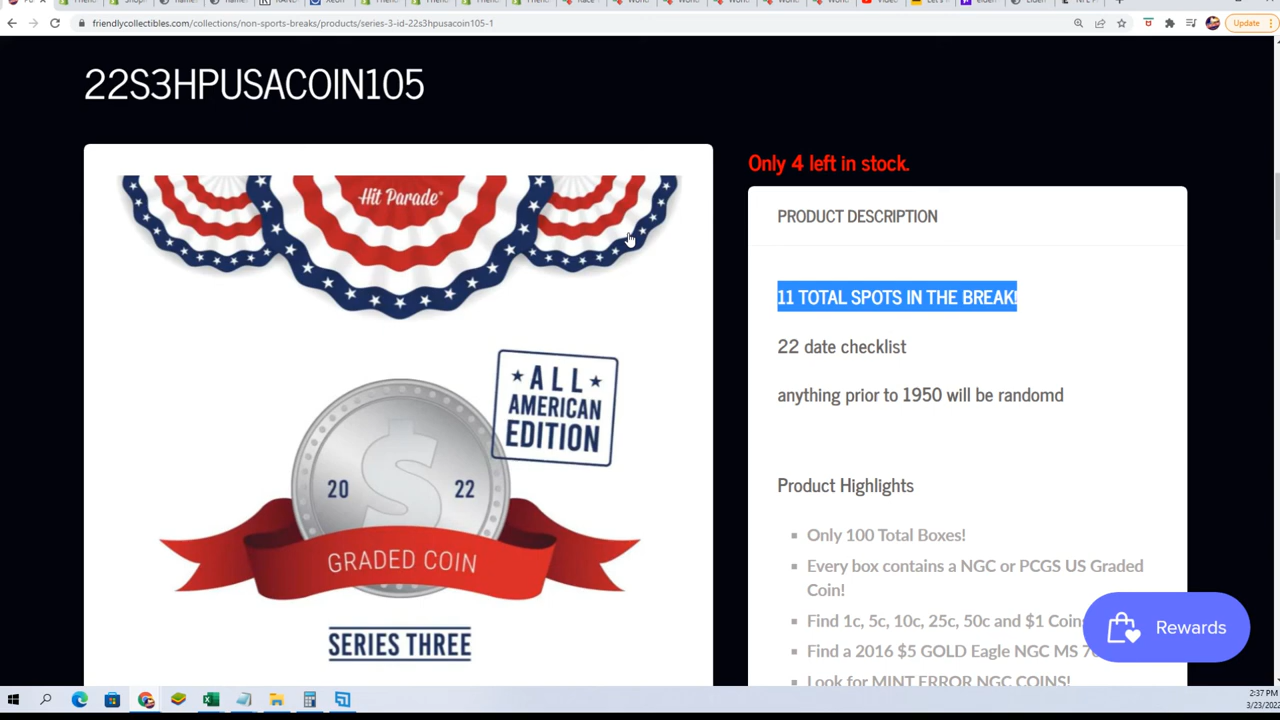 friendlycollectibles.com/collections/non-sports-breaks/products/series-3-id-22s3hpusacoin105-1
Update
22S3HPUSACOIN105
Hit Parade
ALL
AMERICAN
EDITION
20 22
GRADED COIN
SERIES THREE
Only 4 left in stock.
PRODUCT DESCRIPTION
11 TOTAL SPOTS IN THE BREAK!
22 date checklist
anything prior to 1950 will be randomd
Product Highlights
Only 100 Total Boxes!
Every box contains a NGC or PCGS US Graded
Coin!
Find 1c, 5c, 10c, 25c, 50c and $1 Coin
Find a 2016 $5 GOLD Eagle NGC MS
Look for MINT ERROR NGC COINS!
Rewards
2:37 PM